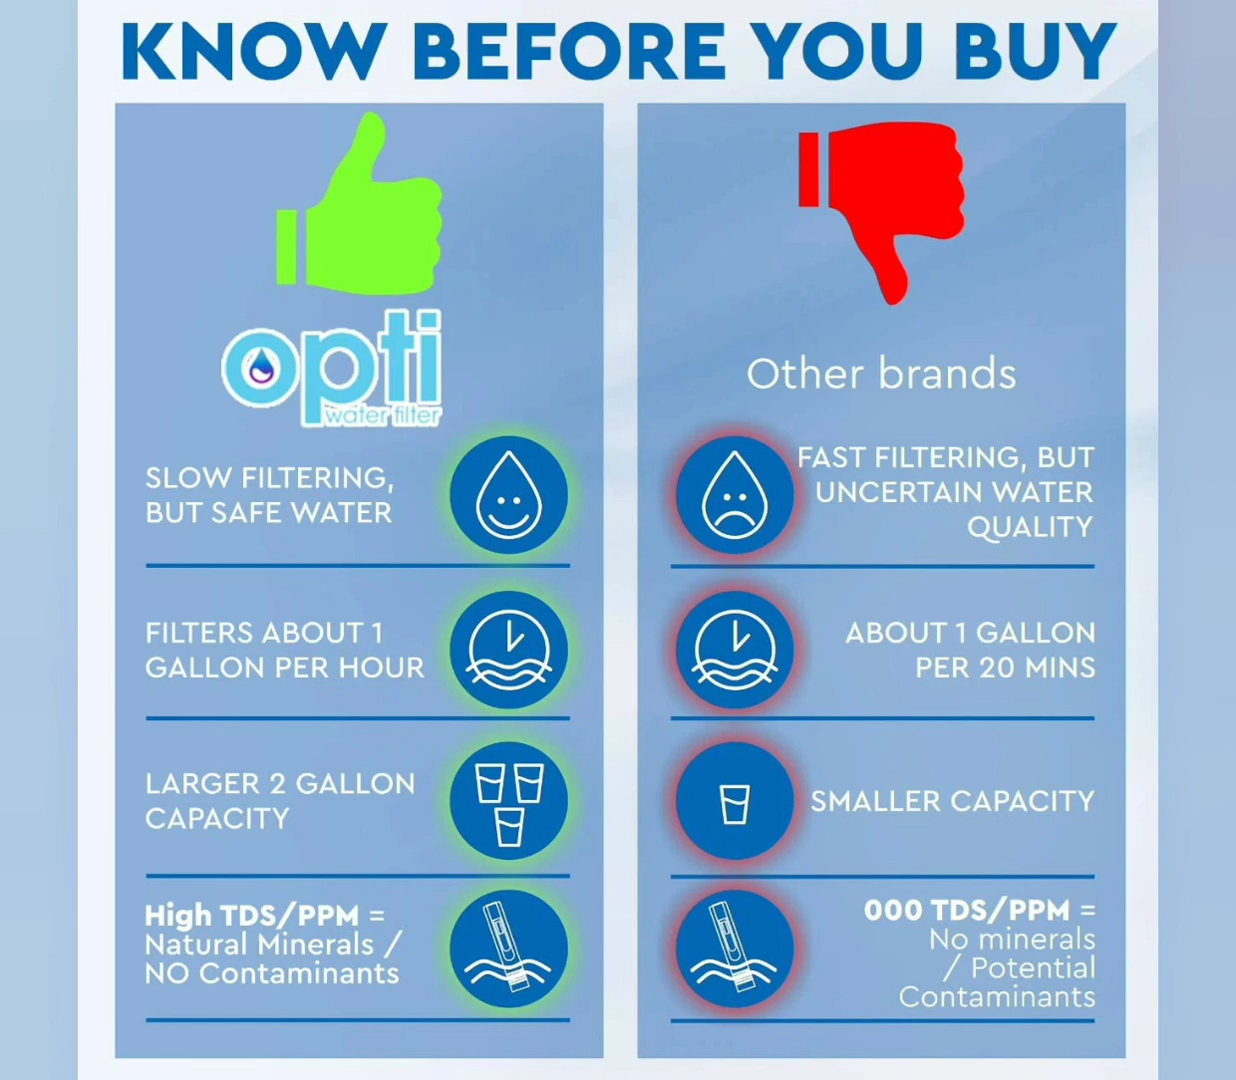 KNOW BEFORE YOU BUY
opti
water filter
SLOW FILTERING,
BUT SAFE WATER
FILTERS ABOUT 1
GALLON PER HOUR
LARGER 2 GALLON
CAPACITY
High TDS/PPM =
Natural Minerals /
NO Contaminants
Other brands
FAST FILTERING, BUT
UNCERTAIN WATER
QUALITY
ABOUT 1 GALLON
PER 20 MINS
SMALLER CAPACITY
000 TDS/PPM =
No minerals
/ Potential
Contaminants